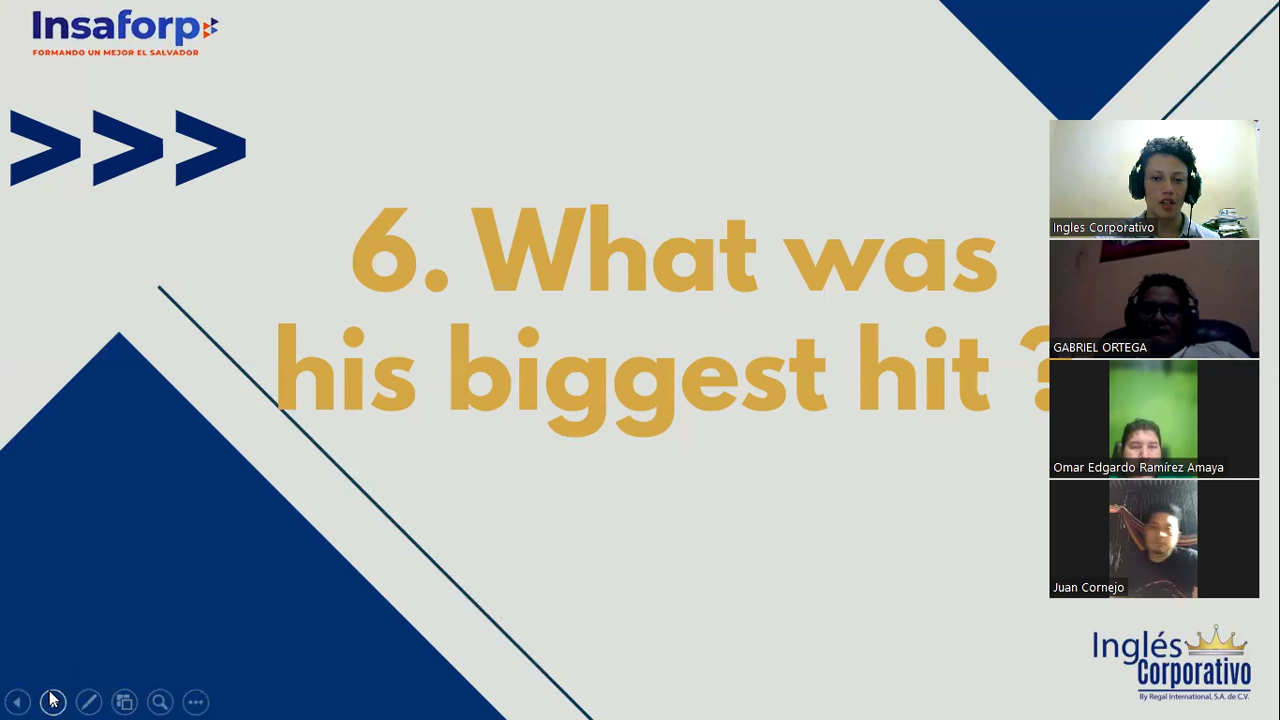 Insaforp
FORMANDO UN MEJOR EL SALVADOR
>>>
6. What was
his biggest hit ?
Ingles Corporativo
GABRIEL ORTEGA
Omar Edgardo Ramírez Amaya
Juan Cornejo
Inglés
Corporativo
By Regal International, S.A. de C.V.